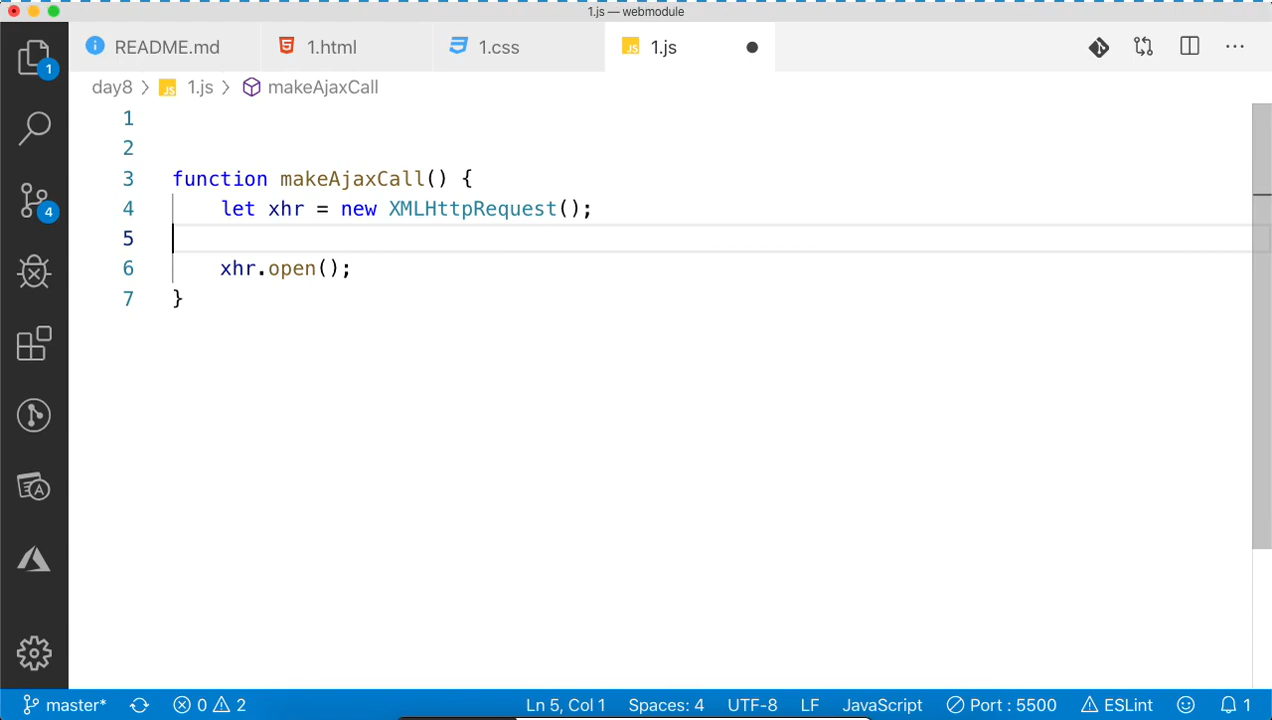 1.js — webmodule
1
README.md
1.html
1.css
JS 1.js
day8 > JS 1.js > makeAjaxCall
1
2
3 function makeAjaxCall() {
4 let xhr = new XMLHttpRequest();
5
6 xhr.open();
7 }
4
master* 0 2 Ln 5, Col 1 Spaces: 4 UTF-8 LF JavaScript Port : 5500 ESLint 1